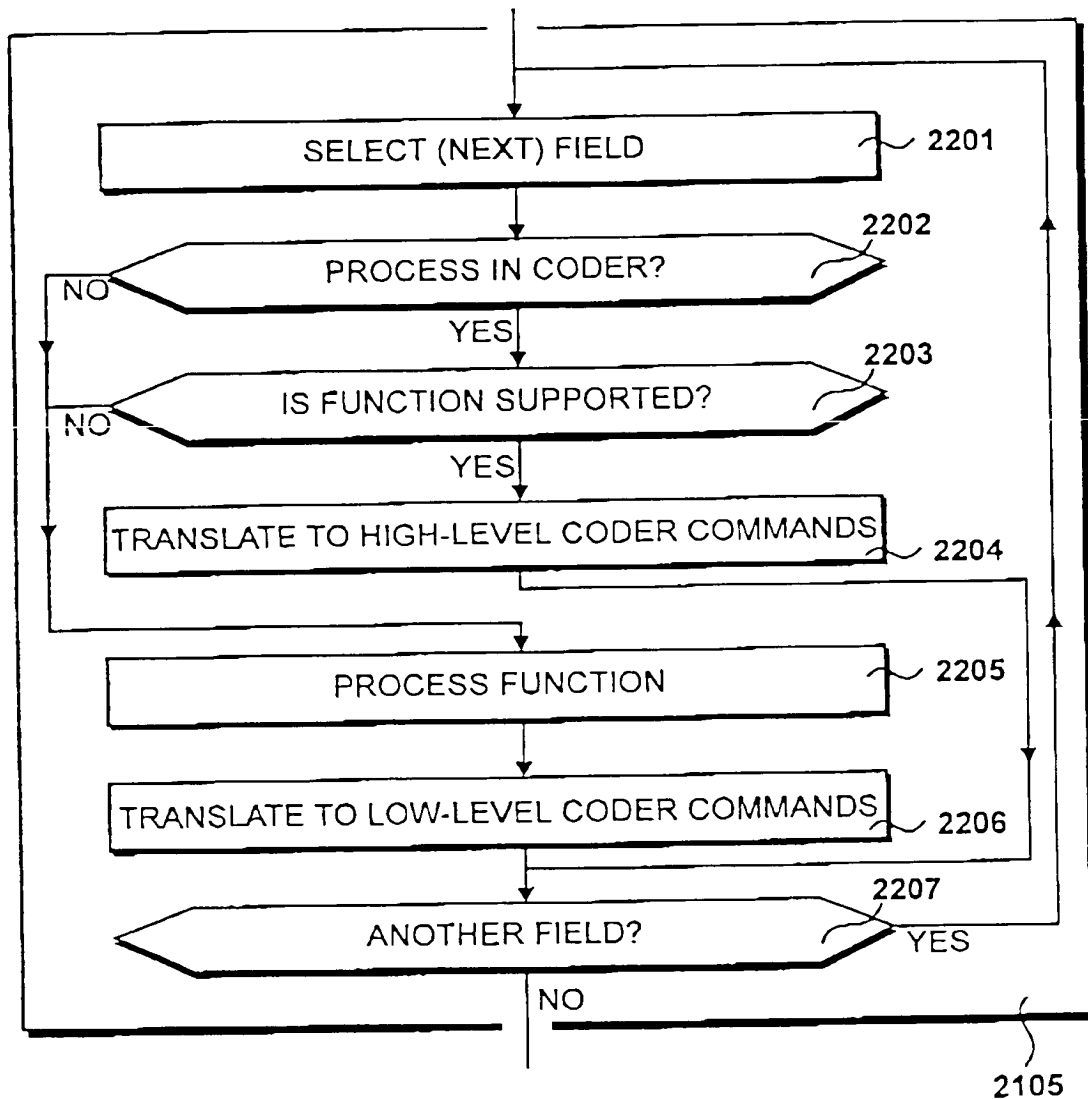 SELECT (NEXT) FIELD
2201
2202
PROCESS IN CODER?
NO
YES
2203
IS FUNCTION SUPPORTED?
NO
YES
TRANSLATE TO HIGH-LEVEL CODER COMMANDS
2204
PROCESS FUNCTION
2205
TRANSLATE TO LOW-LEVEL CODER COMMANDS
2206
2207
ANOTHER FIELD?
YES
NO
2105